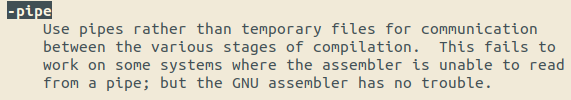 -pipe
Use pipes rather than temporary files for communication
between the various stages of compilation.  This fails to
work on some systems where the assembler is unable to read
from a pipe; but the GNU assembler has no trouble.